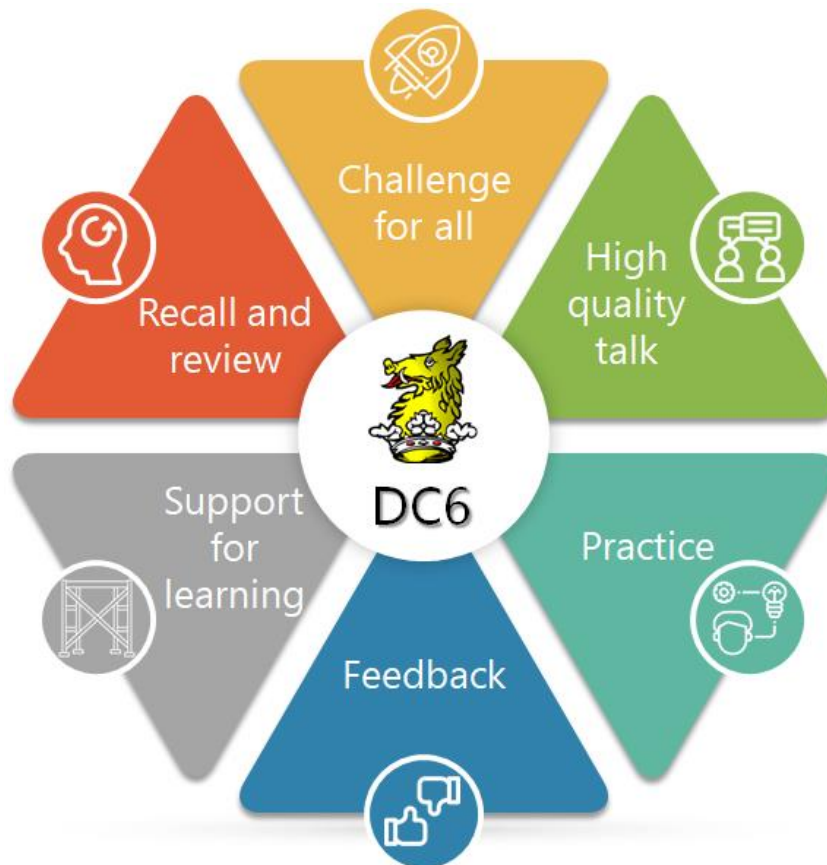 Challenge
for all
High
quality
talk
Practice
Feedback
Support
for
learning
Recall and
review
DC6